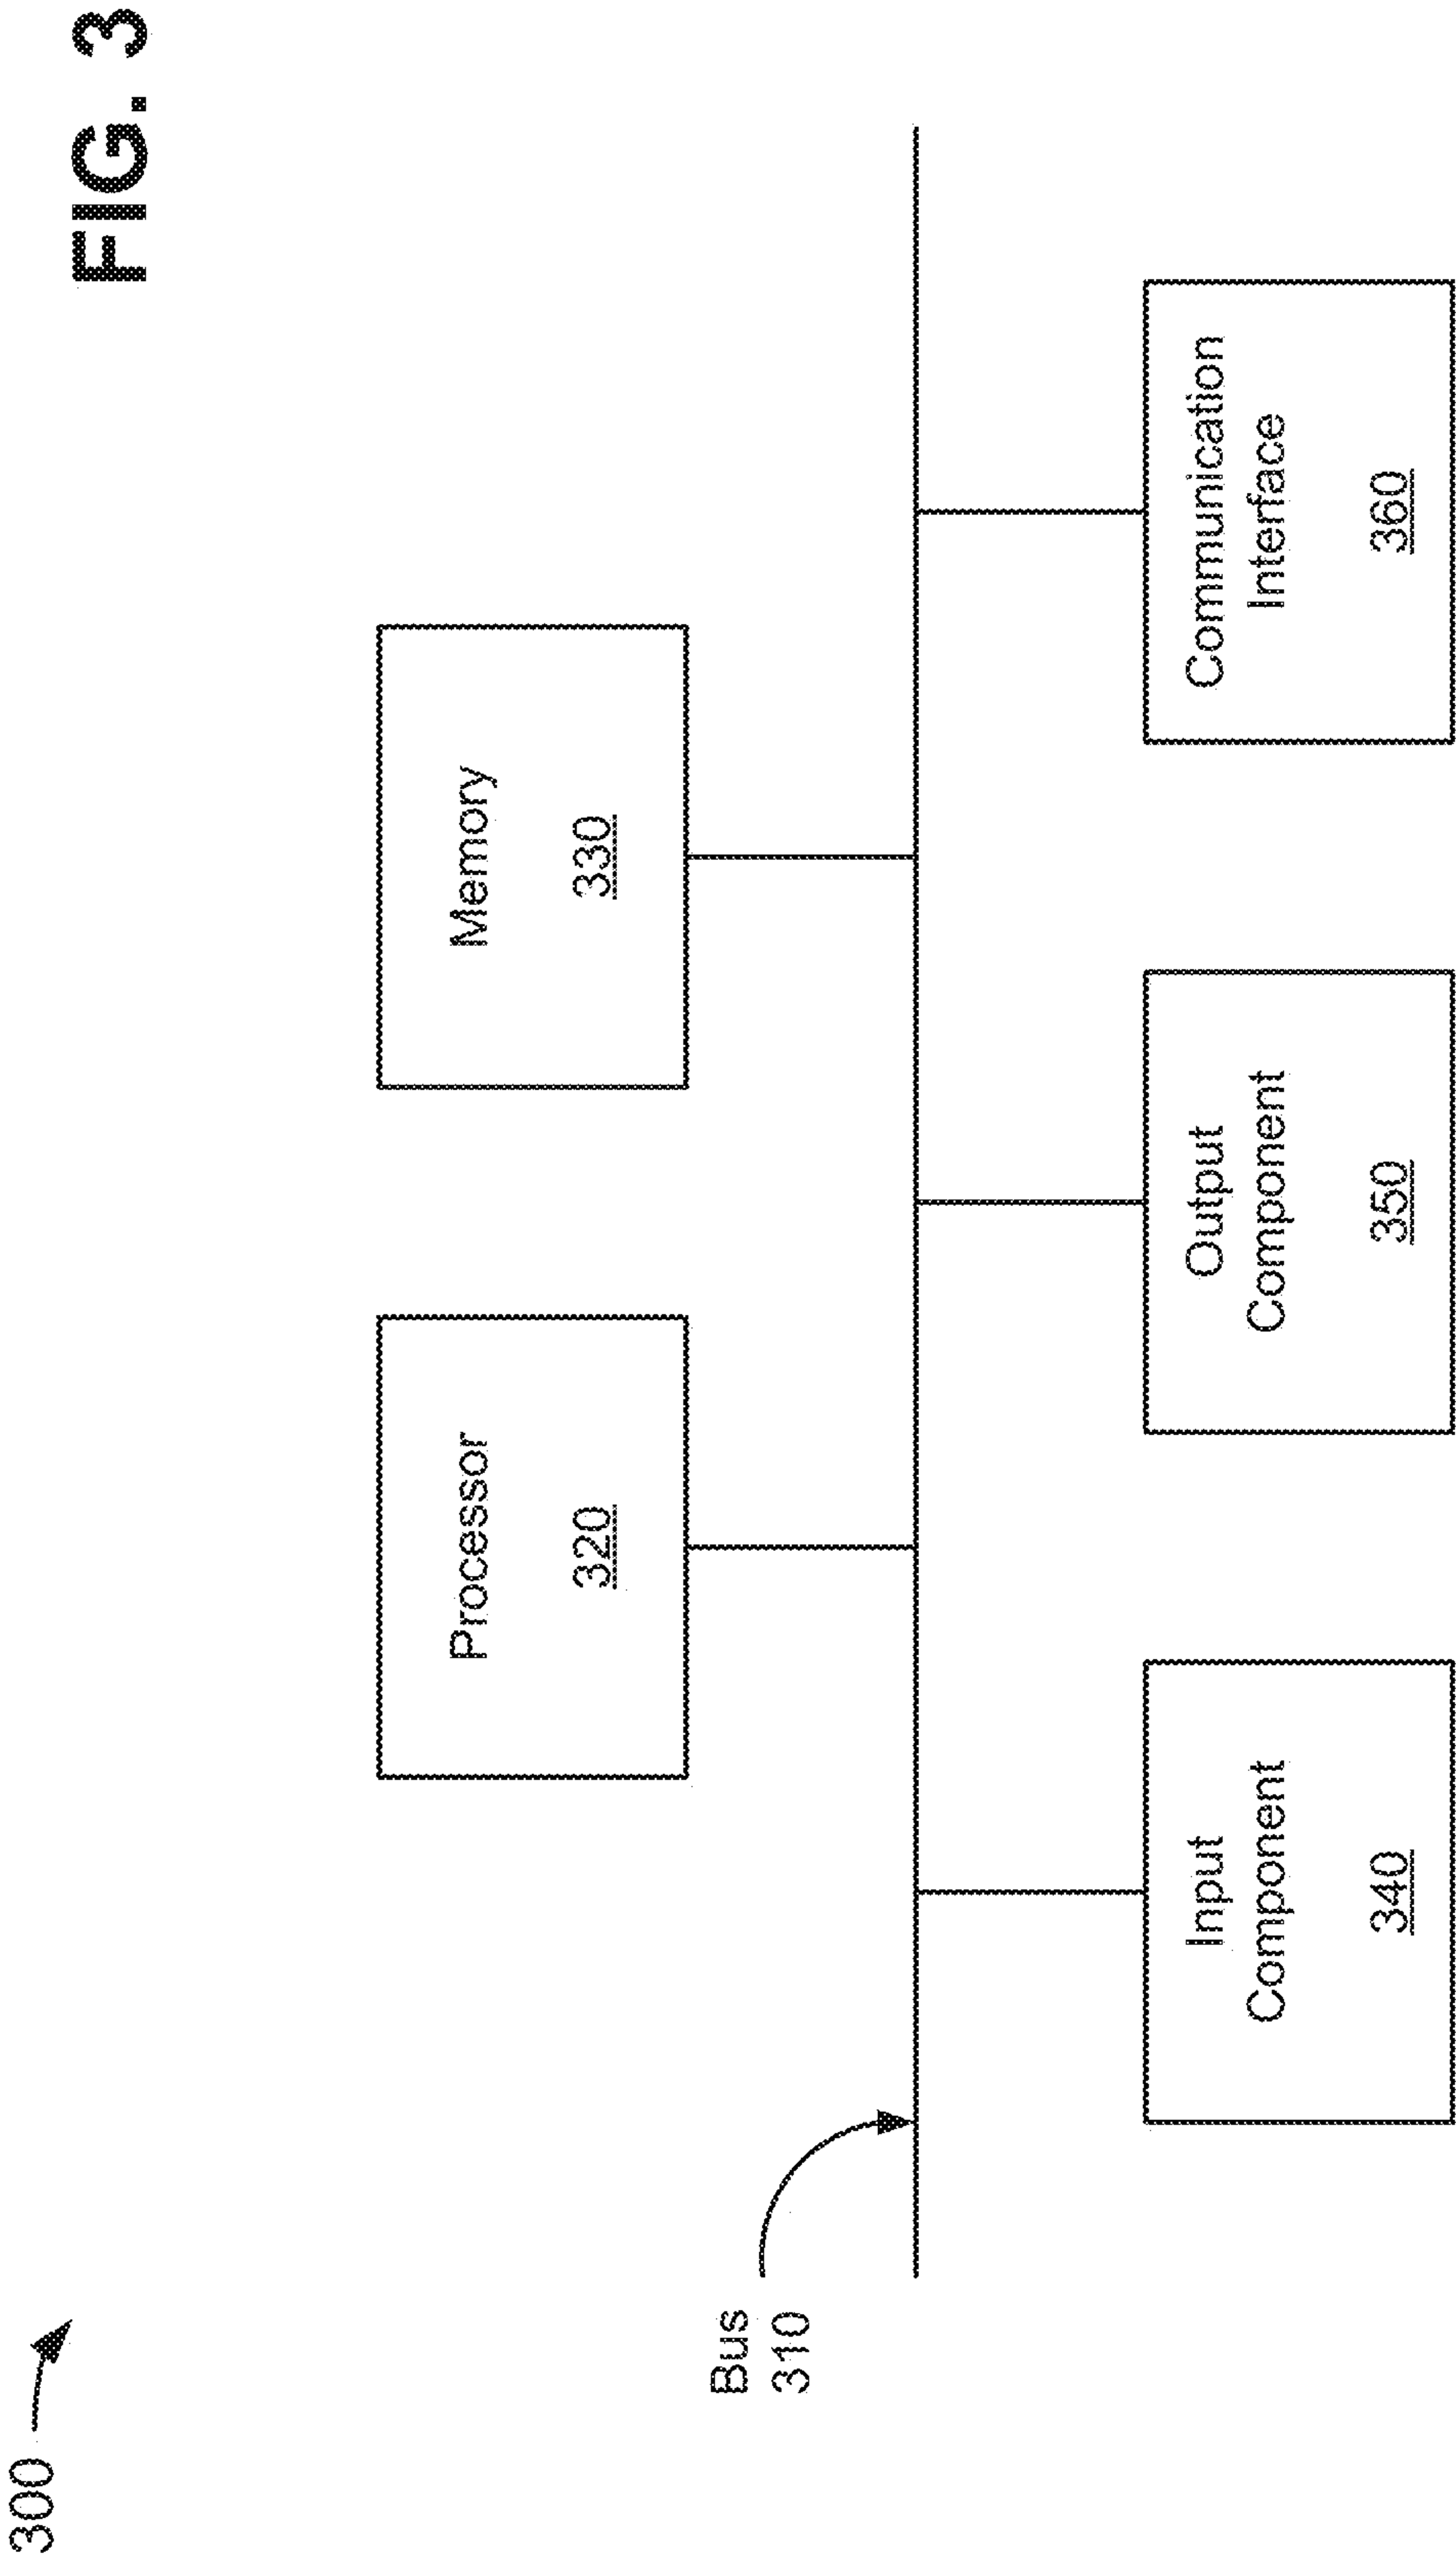 300
FIG. 3
Processor
320
Memory
330
Bus
310
Input
Component
340
Output
Component
350
Communication
Interface
360